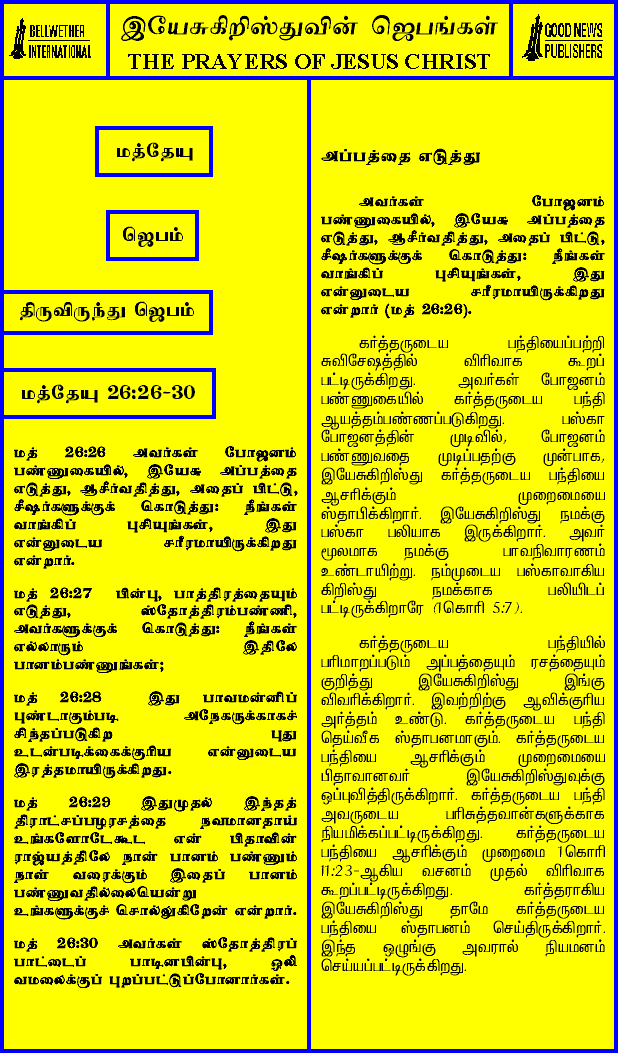 BELLWETHER
INTERNATIONAL
இயேசுகிறிஸ்துவின் ஜெபங்கள்
THE PRAYERS OF JESUS CHRIST
GOOD NEWS
PUBLISHERS
மத்தேயு
ஜெபம்
திருவிருந்து ஜெபம்
மத்தேயு 26:26-30
மத் 26:26 அவர்கள் போஜனம்
பண்ணுகையில், இயேசு அப்பத்தை
எடுத்து, ஆசீர்வதித்து, அதைப் பிட்டு,
சீஷர்களுக்குக் கொடுத்து: நீங்கள்
வாங்கிப் புசியுங்கள், இது
என்னுடைய சரீரமாயிருக்கிறது
என்றார்.
மத் 26:27 பின்பு, பாத்திரத்தையும்
எடுத்து, ஸ்தோத்திரம்பண்ணி,
அவர்களுக்குக் கொடுத்து: நீங்கள்
எல்லாரும் இதிலே
பானம்பண்ணுங்கள்;
மத் 26:28 இது பாவமன்னிப்
புண்டாகும்படி அநேகருக்காகச்
சிந்தப்படுகிற புது
உடன்படிக்கைக்குரிய என்னுடைய
இரத்தமாயிருக்கிறது.
மத் 26:29 இதுமுதல் இந்தத்
திராட்சப்பழரசத்தை நவமானதாய்
உங்களோடேகூட என் பிதாவின்
ராஜ்யத்திலே நான் பானம் பண்ணும்
நாள் வரைக்கும் இதைப் பானம்
பண்ணுவதில்லையென்று
உங்களுக்குச் சொல்லுகிறேன் என்றார்.
மத் 26:30 அவர்கள் ஸ்தோத்திரப்
பாட்டைப் பாடினபின்பு, ஒலி
வமலைக்குப் புறப்பட்டுப்போனார்கள்.
அப்பத்தை எடுத்து
அவர்கள் போஜனம்
பண்ணுகையில், இயேசு அப்பத்தை
எடுத்து, ஆசீர்வதித்து, அதைப் பிட்டு,
சீஷர்களுக்குக் கொடுத்து: நீங்கள்
வாங்கிப் புசியுங்கள், இது
என்னுடைய சரீரமாயிருக்கிறது
என்றார் (மத் 26:26).
கர்த்தருடைய பந்தியைப்பற்றி
சுவிசேஷத்தில் விரிவாக கூறப்
பட்டிருக்கிறது. அவர்கள் போஜனம்
பண்ணுகையில் கர்த்தருடைய பந்தி
ஆயத்தம்பண்ணப்படுகிறது. பஸ்கா
போஜனத்தின் முடிவில், போஜனம்
பண்ணுவதை முடிப்பதற்கு முன்பாக,
இயேசுகிறிஸ்து கர்த்தருடைய பந்தியை
ஆசரிக்கும் முறைமையை
ஸ்தாபிக்கிறார். இயேசுகிறிஸ்து நமக்கு
பஸ்கா பலியாக இருக்கிறார். அவர்
மூலமாக நமக்கு பாவநிவாரணம்
உண்டாயிற்று. நம்முடைய பஸ்காவாகிய
கிறிஸ்து நமக்காக பலியிடப்
பட்டிருக்கிறாரே (1கொரி 5:7).
கர்த்தருடைய பந்தியில்
பரிமாறப்படும் அப்பத்தையும் ரசத்தையும்
குறித்து இயேசுகிறிஸ்து இங்கு
விவரிக்கிறார். இவற்றிற்கு ஆவிக்குரிய
அர்த்தம் உண்டு. கர்த்தருடைய பந்தி
தெய்வீக ஸ்தாபனமாகும். கர்த்தருடைய
பந்தியை ஆசரிக்கும் முறைமையை
பிதாவானவர் இயேசுகிறிஸ்துவுக்கு
ஒப்புவித்திருக்கிறார். கர்த்தருடைய பந்தி
அவருடைய பரிசுத்தவான்களுக்காக
நியமிக்கப்பட்டிருக்கிறது. கர்த்தருடைய
பந்தியை ஆசரிக்கும் முறைமை 1கொரி
11:23-ஆகிய வசனம் முதல் விரிவாக
கூறப்பட்டிருக்கிறது. கர்த்தராகிய
இயேசுகிறிஸ்து தாமே கர்த்தருடைய
பந்தியை ஸ்தாபனம் செய்திருக்கிறார்.
இந்த ஒழுங்கு அவரால் நியமனம்
செய்யப்பட்டிருக்கிறது.